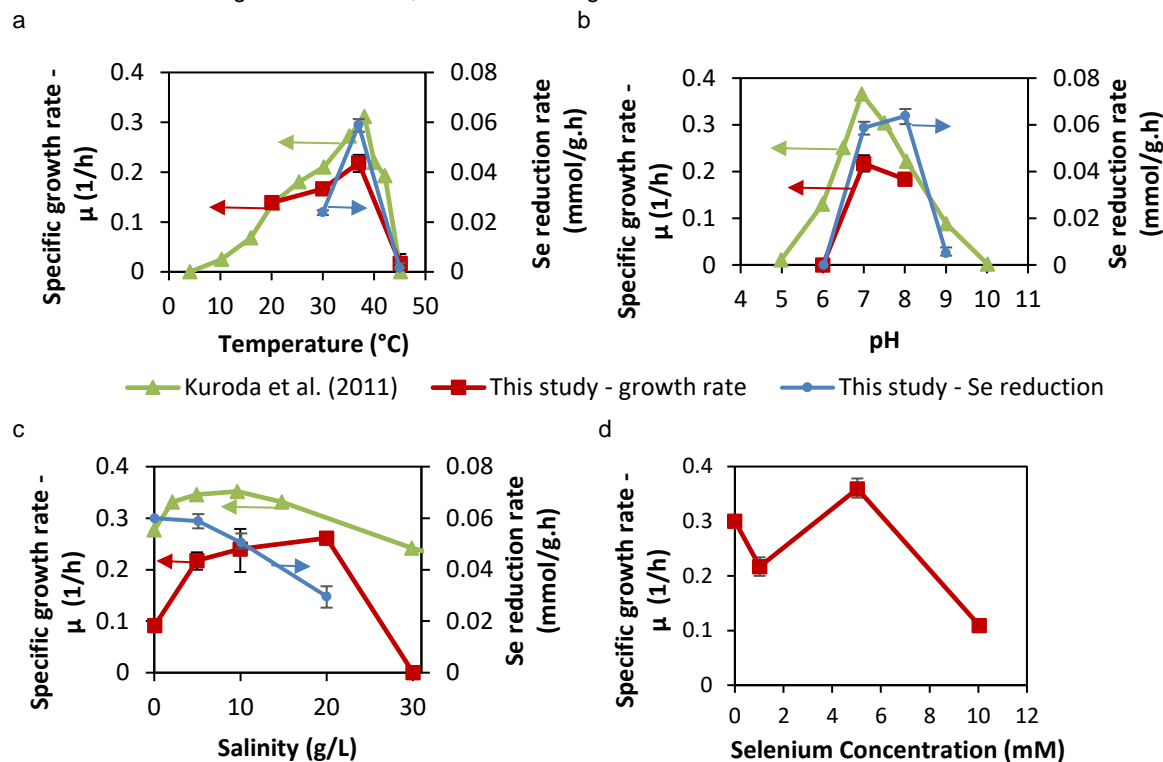 a
b
Specific growth rate -
μ (1/h)
0.4
0.3
0.2
0.1
0
0.08
0.06
0.04
0.02
0
Se reduction rate
(mmol/g.h)
0 10 20 30 40 50
Temperature (°C)
Specific growth rate -
μ (1/h)
0.4
0.3
0.2
0.1
0
0.08
0.06
0.04
0.02
0
Se reduction rate
(mmol/g.h)
4 5 6 7 8 9 10 11
pH
Kuroda et al. (2011) This study - growth rate This study - Se reduction
c
d
Specific growth rate -
μ (1/h)
0.4
0.3
0.2
0.1
0
0.08
0.06
0.04
0.02
0
Se reduction rate
(mmol/g.h)
0 10 20 30
Salinity (g/L)
Specific growth rate -
μ (1/h)
0.4
0.3
0.2
0.1
0
0 2 4 6 8 10 12
Selenium Concentration (mM)